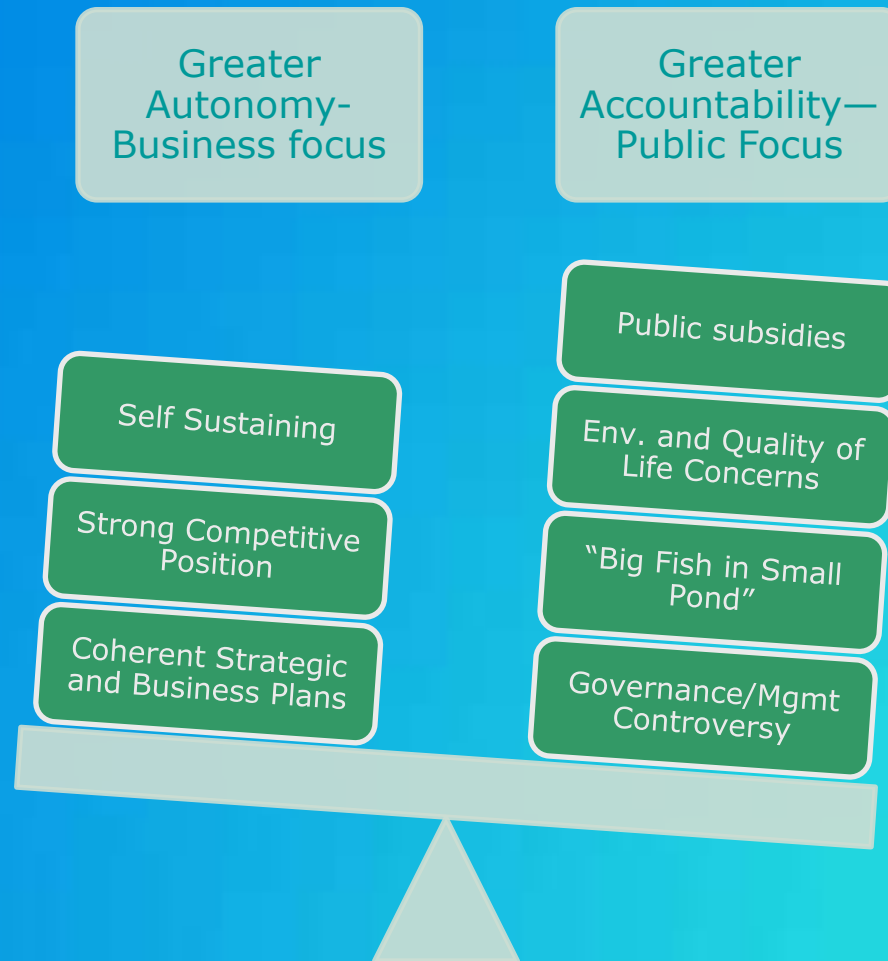 Greater
Autonomy-
Business focus
Greater
Accountability—
Public Focus
Self Sustaining
Strong Competitive
Position
Coherent Strategic
and Business Plans
Public subsidies
Env. and Quality of
Life Concerns
“Big Fish in Small
Pond”
Governance/Mgmt
Controversy